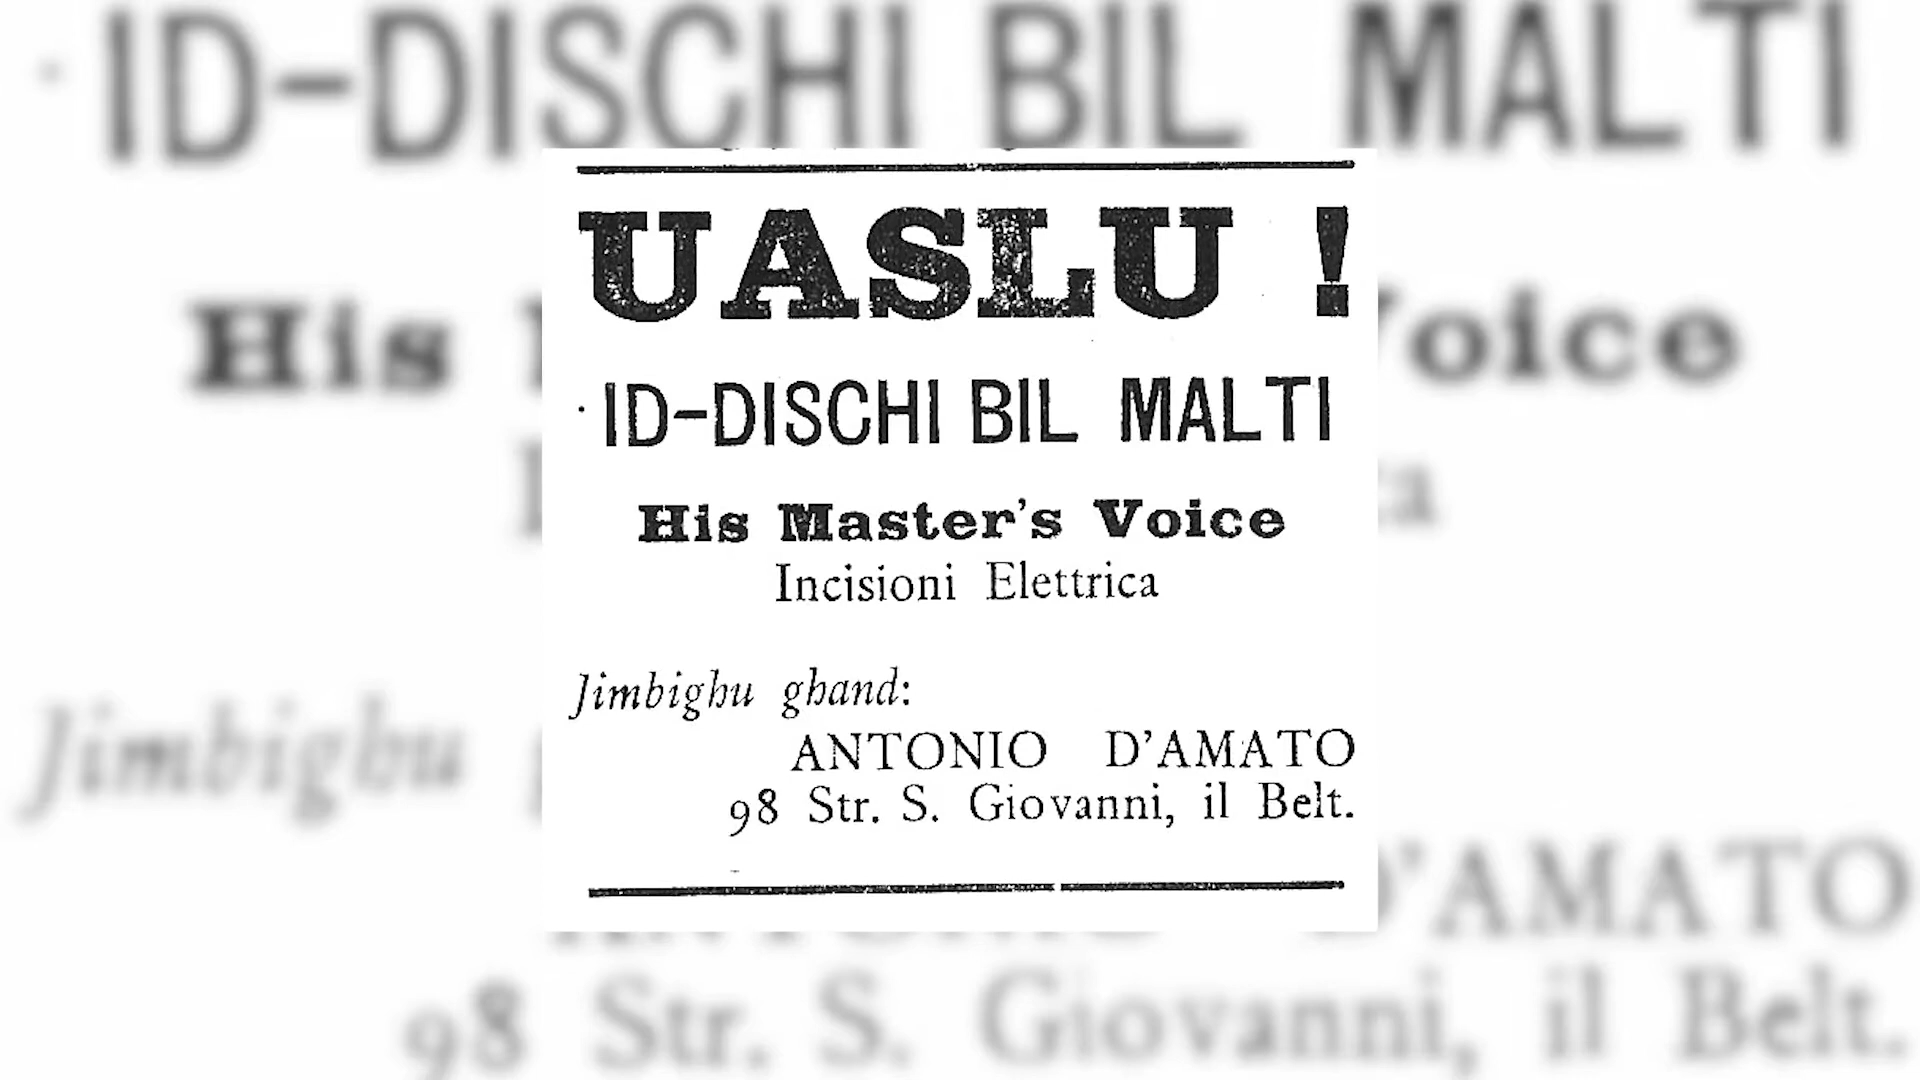 UASLU !
ID-DISCHI BIL MALTI
His Master's Voice
Incisioni Elettrica
Jimbighu ghand:
ANTONIO D'AMATO
98 Str. S. Giovanni, il Belt.